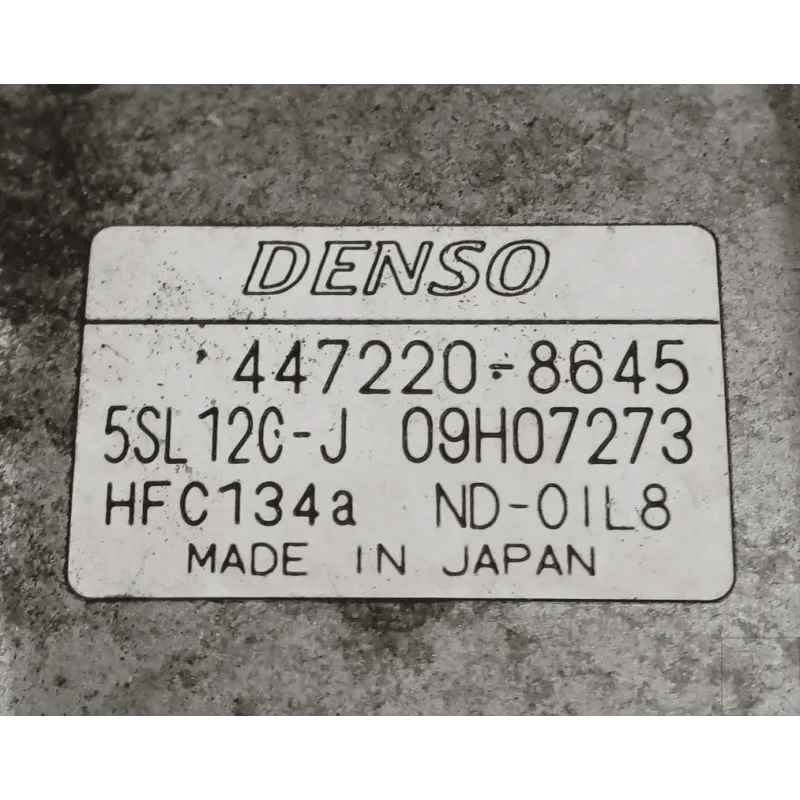 DENSO
447220-8645
5SL12C-J 09H07273
HFC134a ND-OIL8
MADE IN JAPAN